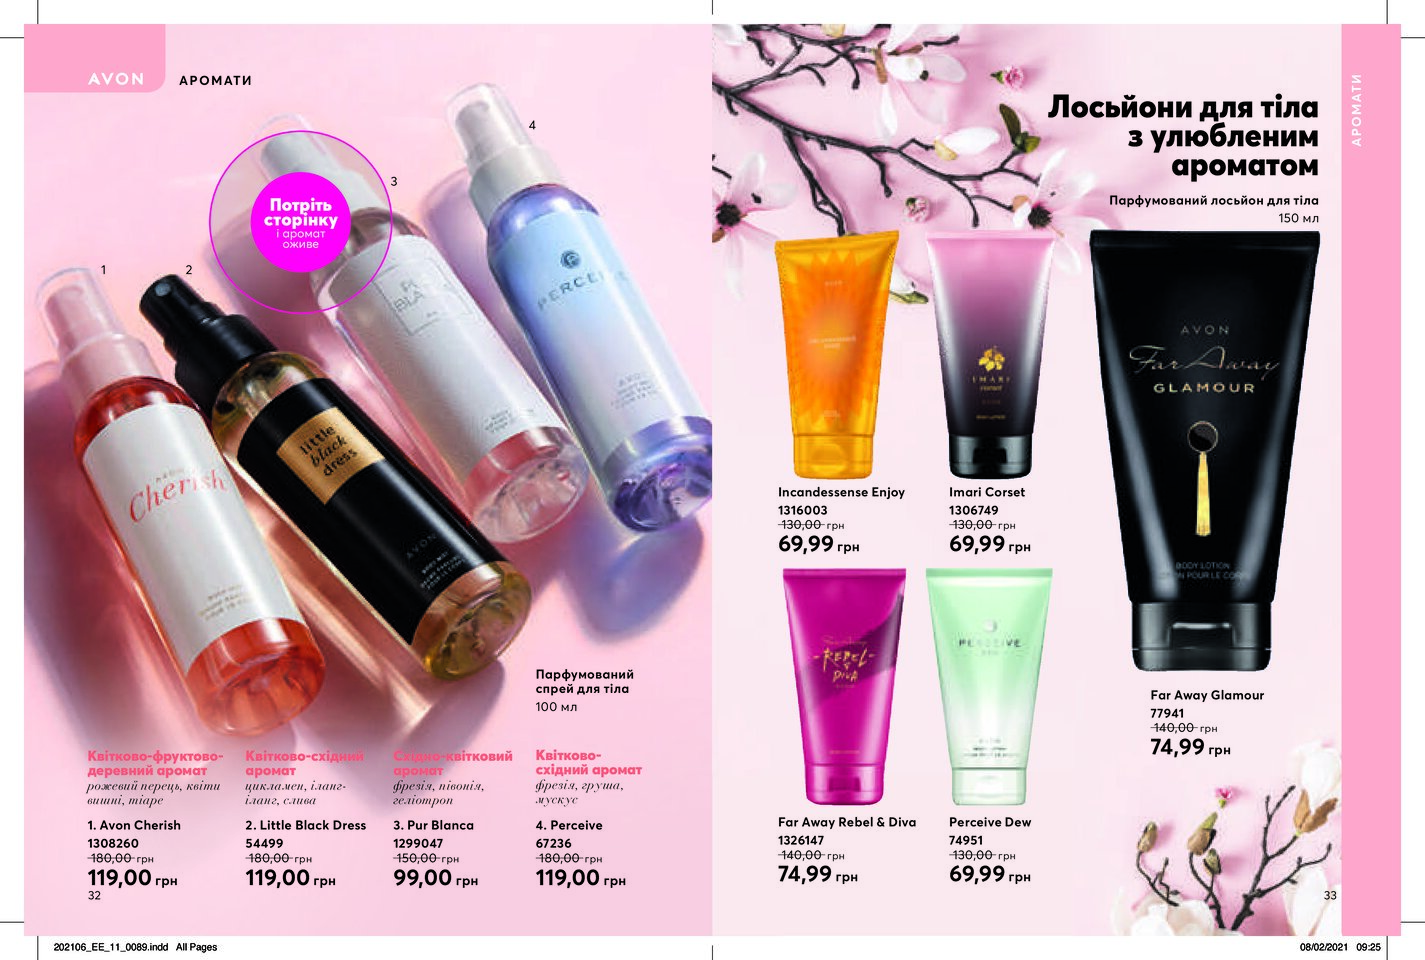 AVON
АРОМАТИ
Потріть
сторінку
і аромат
оживе
1
2
3
4
AVON
Cherish
little
black
dress
AVON
PERCEIVE
AVON
Парфумований
спрей для тіла
100 мл
Квітково-фруктово-
деревний аромат
рожевий перець, квіти
вишні, тіаре
1. Avon Cherish
1308260
180,00 грн
119,00 грн
Квітково-східний
аромат
цикламен, іланг-
іланг, слива
2. Little Black Dress
54499
180,00 грн
119,00 грн
Східно-квітковий
аромат
фрезія, півонія,
геліотроп
3. Pur Blanca
1299047
150,00 грн
99,00 грн
Квітково-
східний аромат
фрезія, груша,
мускус
4. Perceive
67236
180,00 грн
119,00 грн
32
Лосьйони для тіла
з улюбленим
ароматом
Парфумований лосьйон для тіла
150 мл
АРОМАТИ
IMARI
corset
AVON
Far Away
GLAMOUR
BODY LOTION
Incandessense Enjoy
1316003
130,00 грн
69,99 грн
Imari Corset
1306749
130,00 грн
69,99 грн
REBEL
&
DIVA
PERCEIVE
DEW
Far Away Glamour
77941
140,00 грн
74,99 грн
Far Away Rebel & Diva
1326147
140,00 грн
74,99 грн
Perceive Dew
74951
130,00 грн
69,99 грн
33
202106_EE_11_0089.indd All Pages
08/02/2021 09:25